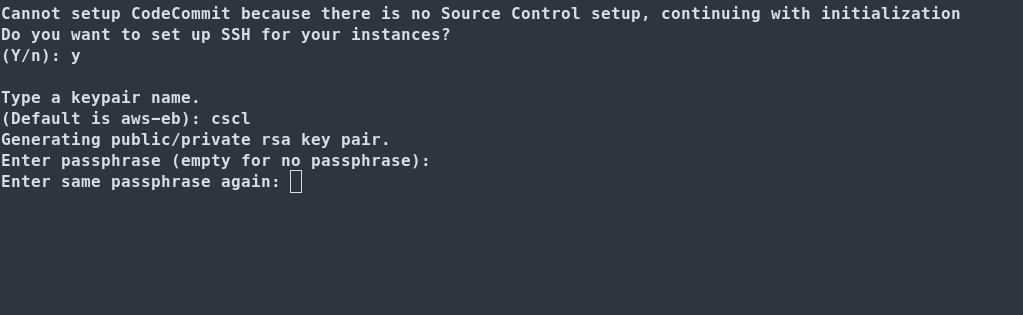 Cannot setup CodeCommit because there is no Source Control setup, continuing with initialization
Do you want to set up SSH for your instances?
(Y/n): y
Type a keypair name.
(Default is aws-eb): cscl
Generating public/private rsa key pair.
Enter passphrase (empty for no passphrase):
Enter same passphrase again: